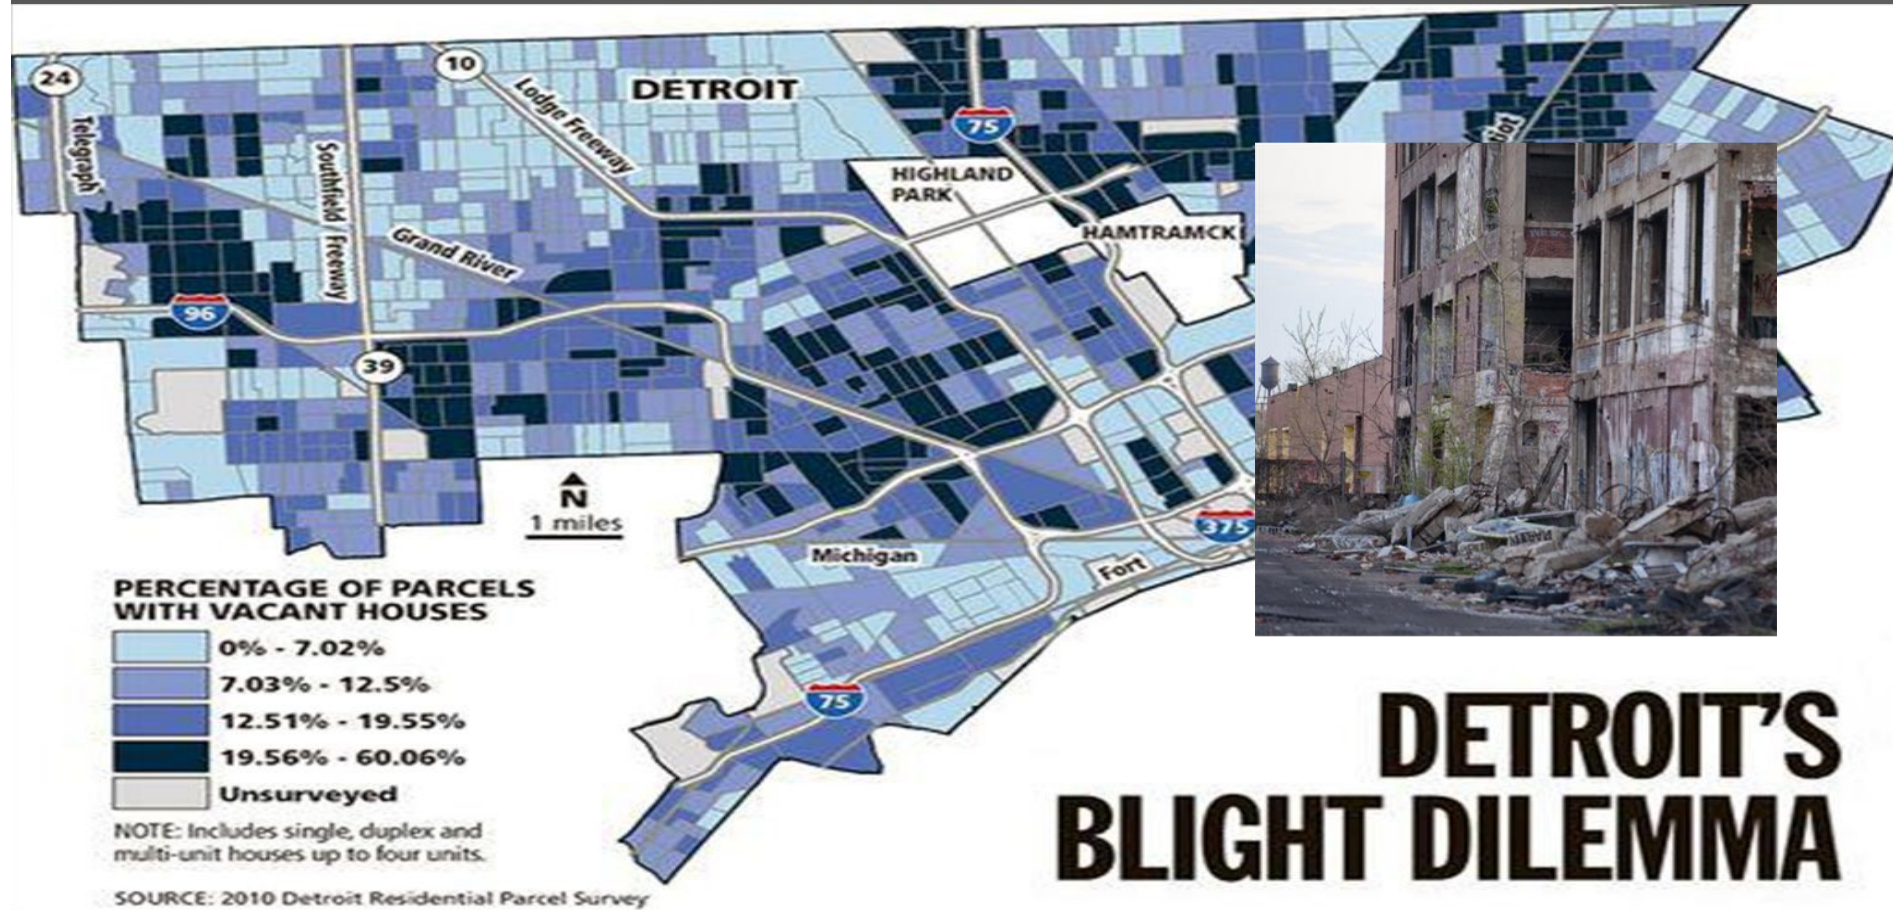 24
10
DETROIT
Lodge Freeway
75
Telegraph
Southfield Freeway
HIGHLAND
PARK
HAMTRAMCK
Grand River
96
39
N
1 miles
375
Michigan
Fort
75
PERCENTAGE OF PARCELS
WITH VACANT HOUSES
0% - 7.02%
7.03% - 12.5%
12.51% - 19.55%
19.56% - 60.06%
Unsurveyed
NOTE: Includes single, duplex and
multi-unit houses up to four units.
SOURCE: 2010 Detroit Residential Parcel Survey
DETROIT'S
BLIGHT DILEMMA